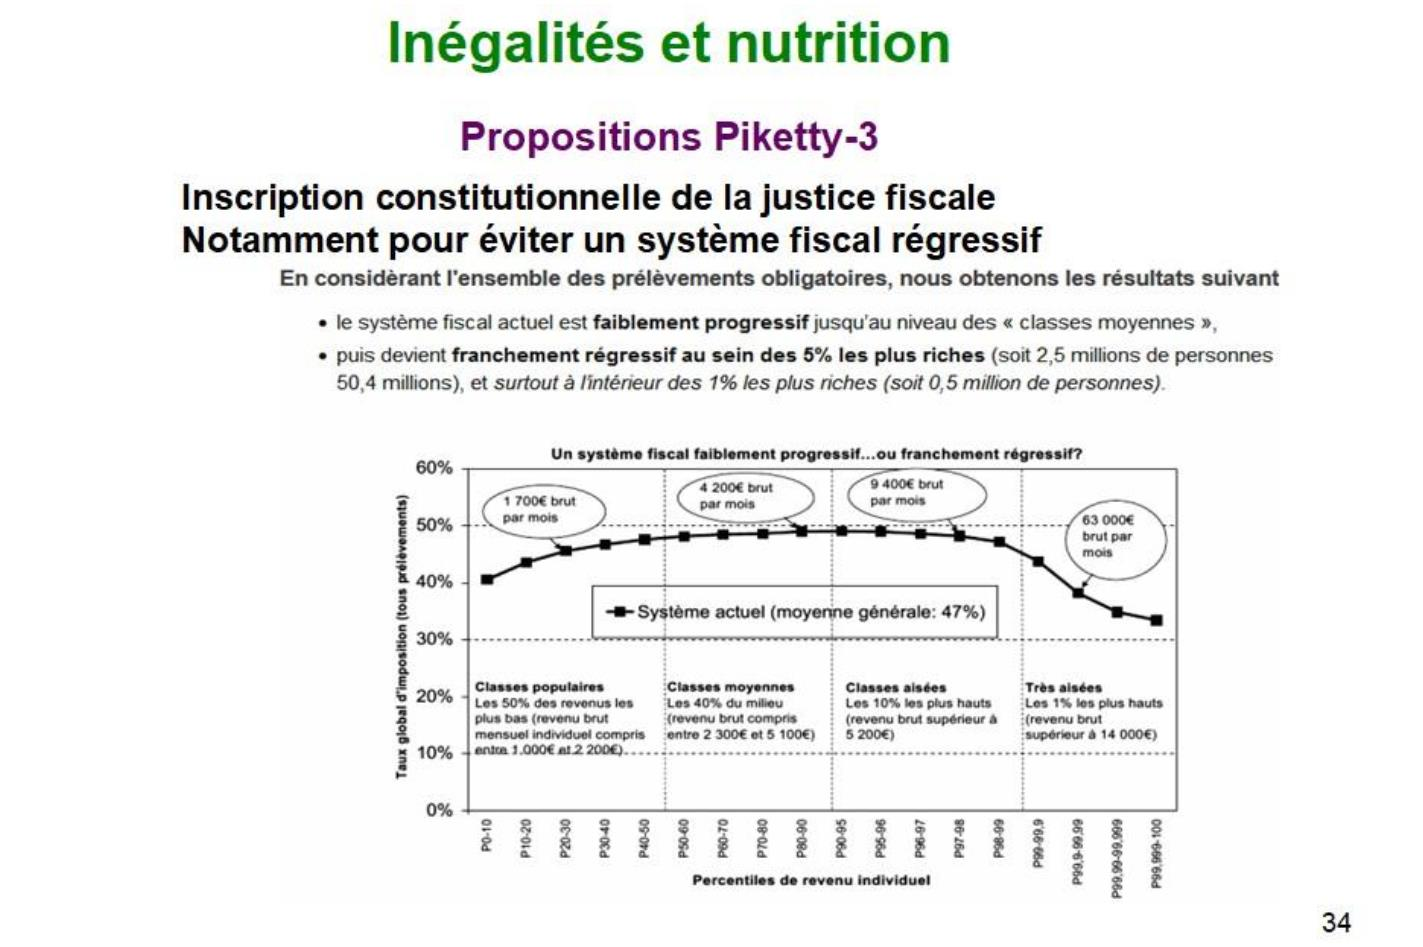 Inégalités et nutrition
Propositions Piketty-3
Inscription constitutionnelle de la justice fiscale
Notamment pour éviter un système fiscal régressif
En considèrant l'ensemble des prélèvements obligatoires, nous obtenons les résultats suivant
• le système fiscal actuel est faiblement progressif jusqu'au niveau des « classes moyennes »,
• puis devient franchement régressif au sein des 5% les plus riches (soit 2,5 millions de personnes
50,4 millions), et surtout à l'intérieur des 1% les plus riches (soit 0,5 million de personnes).
Un système fiscal faiblement progressif...ou franchement régressif?
Taux global d'imposition (tous prélèvements)
60%
50%
40%
30%
20%
10%
0%
1 700€ brut
par mois
4 200€ brut
par mois
9 400€ brut
par mois
63 000€
brut par
mois
Système actuel (moyenne générale: 47%)
Classes populaires
Les 50% des revenus les
plus bas (revenu brut
mensuel individuel compris
entre 1 000€ et 2 200€)
Classes moyennes
Les 40% du milieu
(revenu brut compris
entre 2 300€ et 5 100€)
Classes aisées
Les 10% les plus hauts
(revenu brut supérieur à
5 200€)
Très aisées
Les 1% les plus hauts
(revenu brut
supérieur à 14 000€)
P0-10
P10-20
P20-30
P30-40
P40-50
P50-60
P60-70
P70-80
P80-90
P90-95
P95-96
P96-97
P97-98
P98-99
P99-99,9
P99,9-99,99
P99,99-99,999
P99,999-100
Percentiles de revenu individuel
34